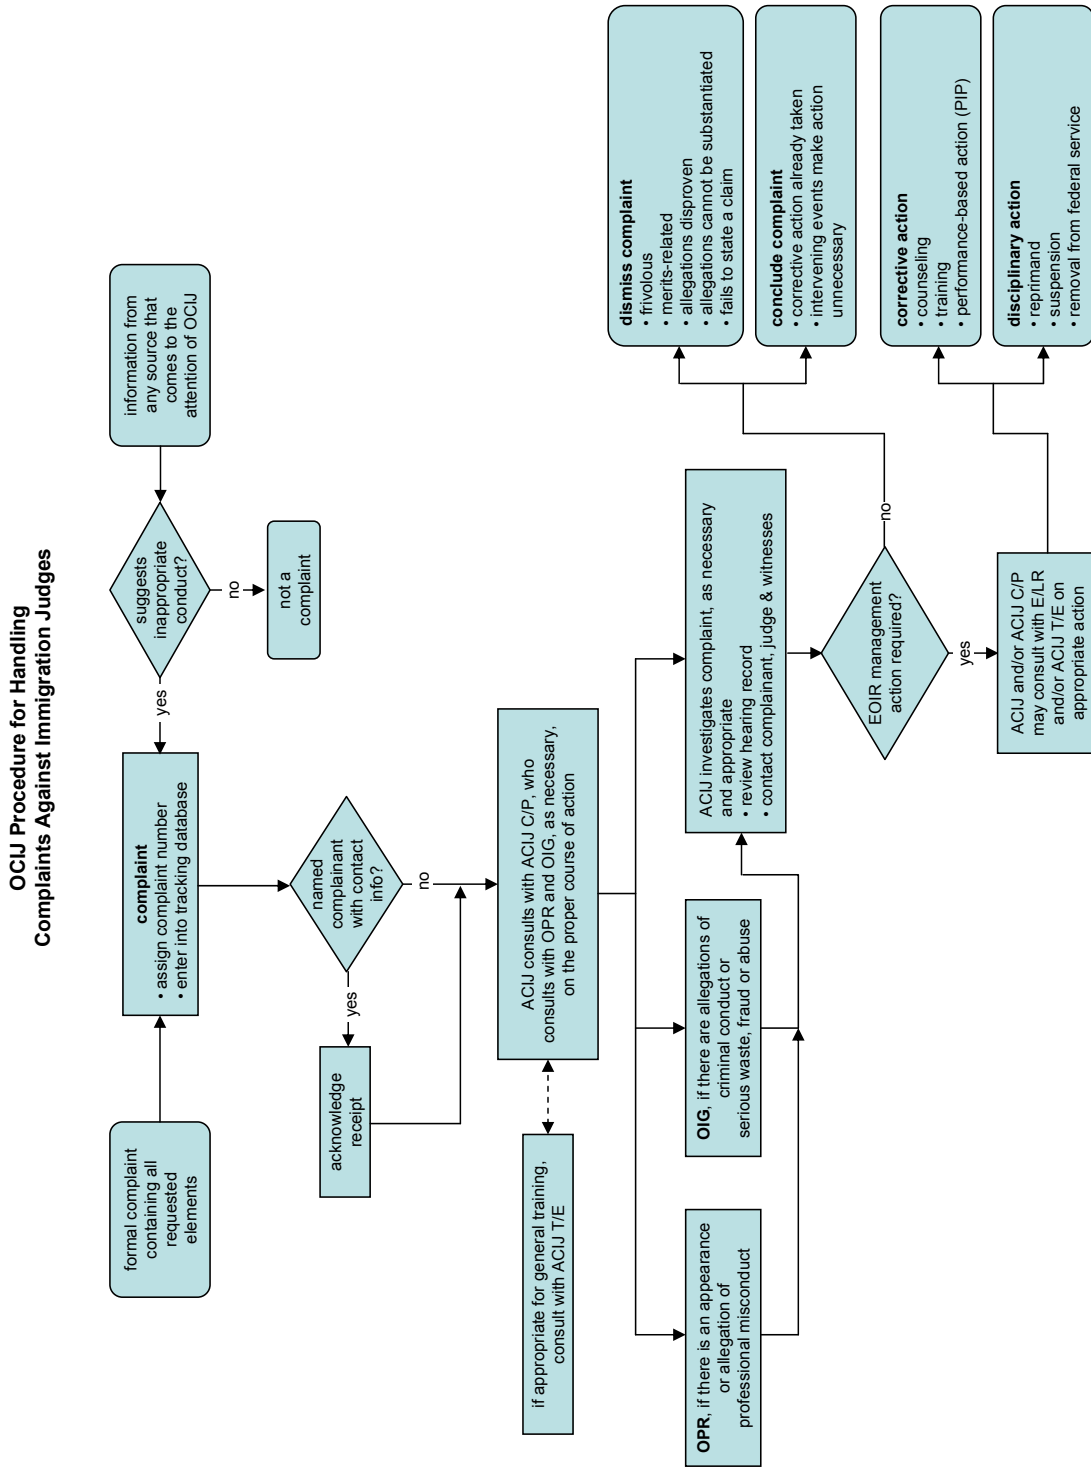 OCIJ Procedure for Handling
Complaints Against Immigration Judges
formal complaint
containing all
requested
elements
complaint
• assign complaint number
• enter into tracking database
yes
suggests
inappropriate
conduct?
information from
any source that
comes to the
attention of OCIJ
no
not a
complaint
named
complainant
with contact
info?
yes
acknowledge
receipt
no
if appropriate for general training,
consult with ACIJ T/E
ACIJ consults with ACIJ C/P, who
consults with OPR and OIG, as necessary,
on the proper course of action
OPR, if there is an appearance
or allegation of
professional misconduct
OIG, if there are allegations of
criminal conduct or
serious waste, fraud or abuse
ACIJ investigates complaint, as necessary
and appropriate
• review hearing record
• contact complainant, judge & witnesses
EOIR management
action required?
no
yes
dismiss complaint
• frivolous
• merits-related
• allegations disproven
• allegations cannot be substantiated
• fails to state a claim
conclude complaint
• corrective action already taken
• intervening events make action
unnecessary
ACIJ and/or ACIJ C/P
may consult with E/LR
and/or ACIJ T/E on
appropriate action
corrective action
• counseling
• training
• performance-based action (PIP)
disciplinary action
• reprimand
• suspension
• removal from federal service